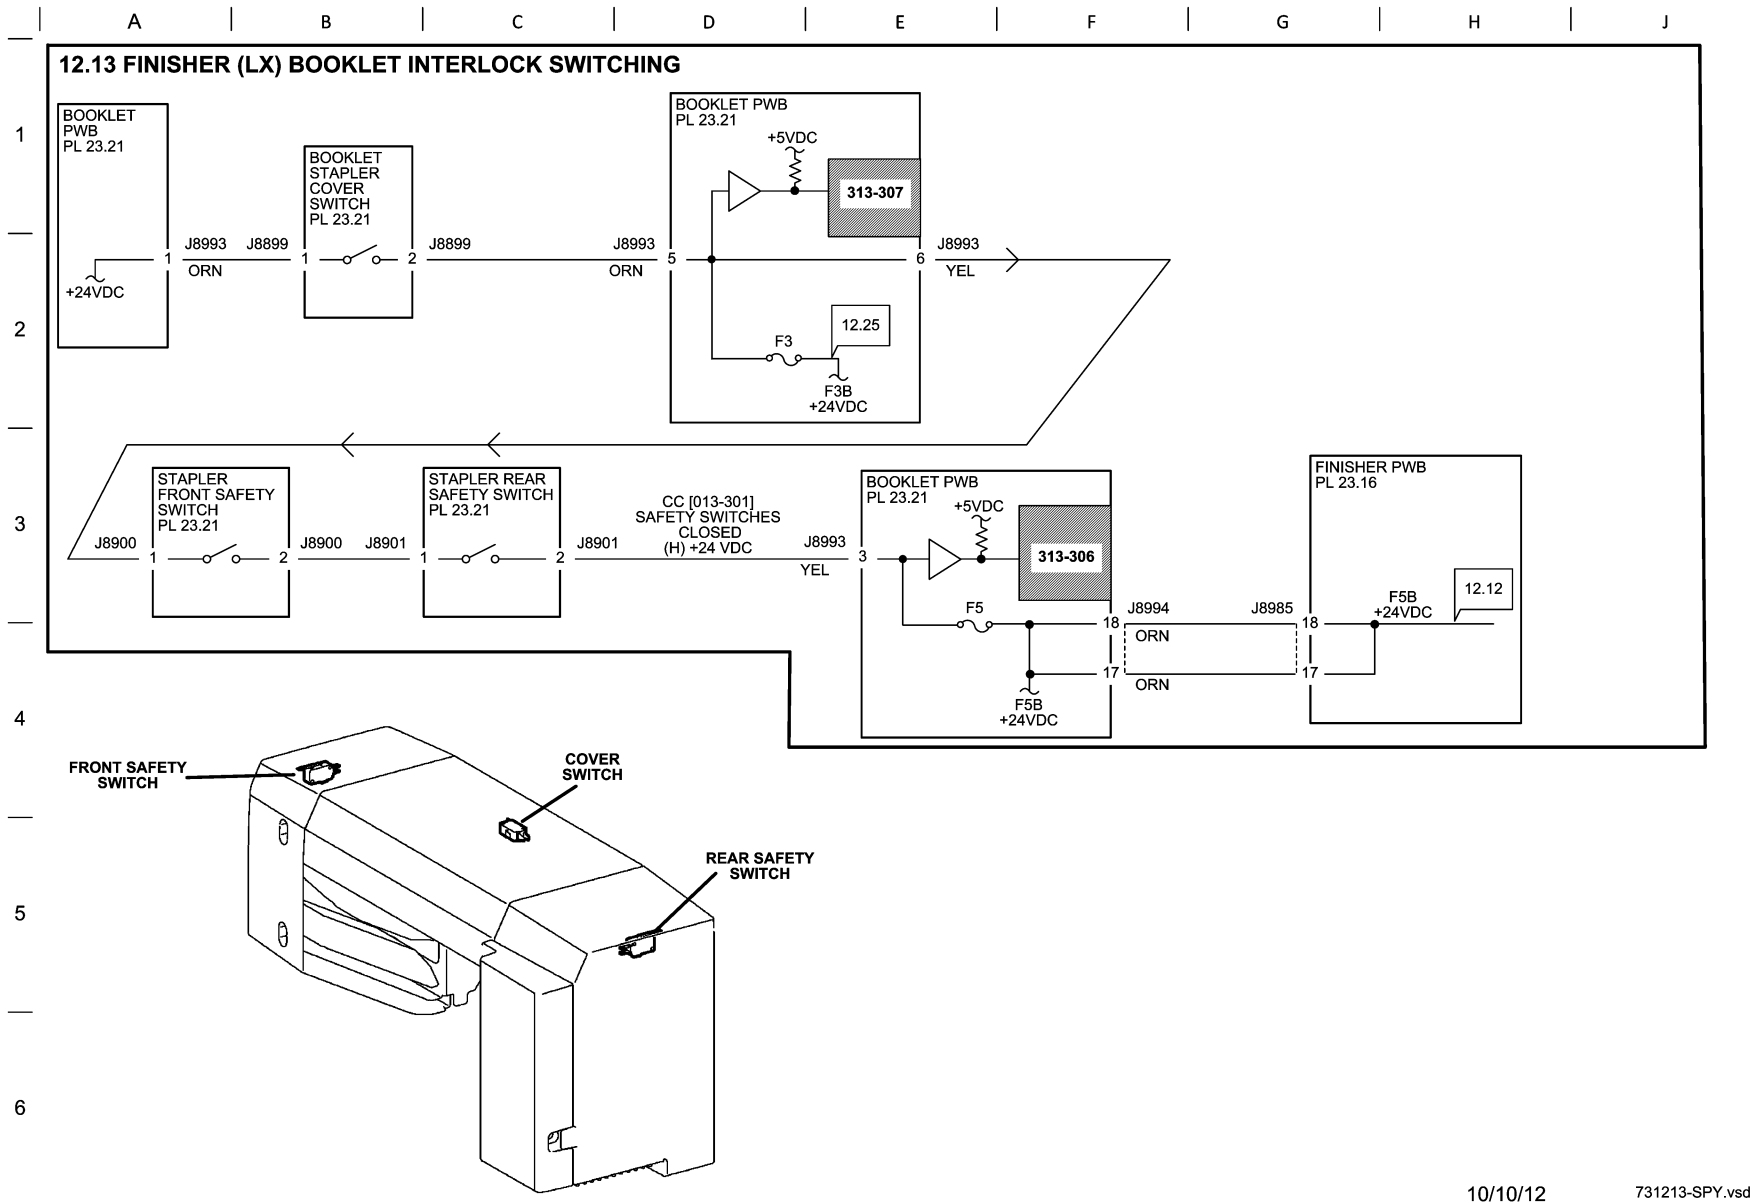 A B C D E F G H J
12.13 FINISHER (LX) BOOKLET INTERLOCK SWITCHING
1
BOOKLET
PWB
PL 23.21
BOOKLET
STAPLER
COVER
SWITCH
PL 23.21
BOOKLET PWB
PL 23.21
+5VDC
313-307
J8993 J8899
1
ORN
1
2
J8899
J8993
ORN
5
6
J8993
YEL
+24VDC
2
F3
12.25
F3B
+24VDC
3
STAPLER
FRONT SAFETY
SWITCH
PL 23.21
STAPLER REAR
SAFETY SWITCH
PL 23.21
CC [013-301]
SAFETY SWITCHES
CLOSED
(H) +24 VDC
BOOKLET PWB
PL 23.21
+5VDC
313-306
FINISHER PWB
PL 23.16
J8900
1
2
J8900
J8901
1
2
J8901
J8993
YEL
3
F5
J8994
18
ORN
17
ORN
J8985
18
17
F5B
+24VDC
12.12
F5B
+24VDC
4
FRONT SAFETY
SWITCH
COVER
SWITCH
REAR SAFETY
SWITCH
5
6
10/10/12 731213-SPY.vsd